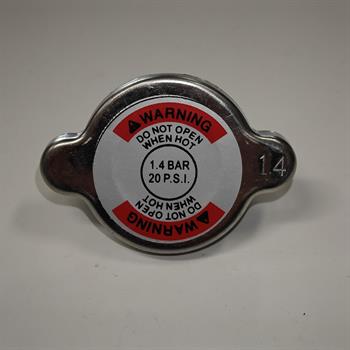 WARNING
DO NOT OPEN
WHEN HOT
1.4 BAR
20 P.S.I.
14
DO NOT OPEN
WHEN HOT
WARNING